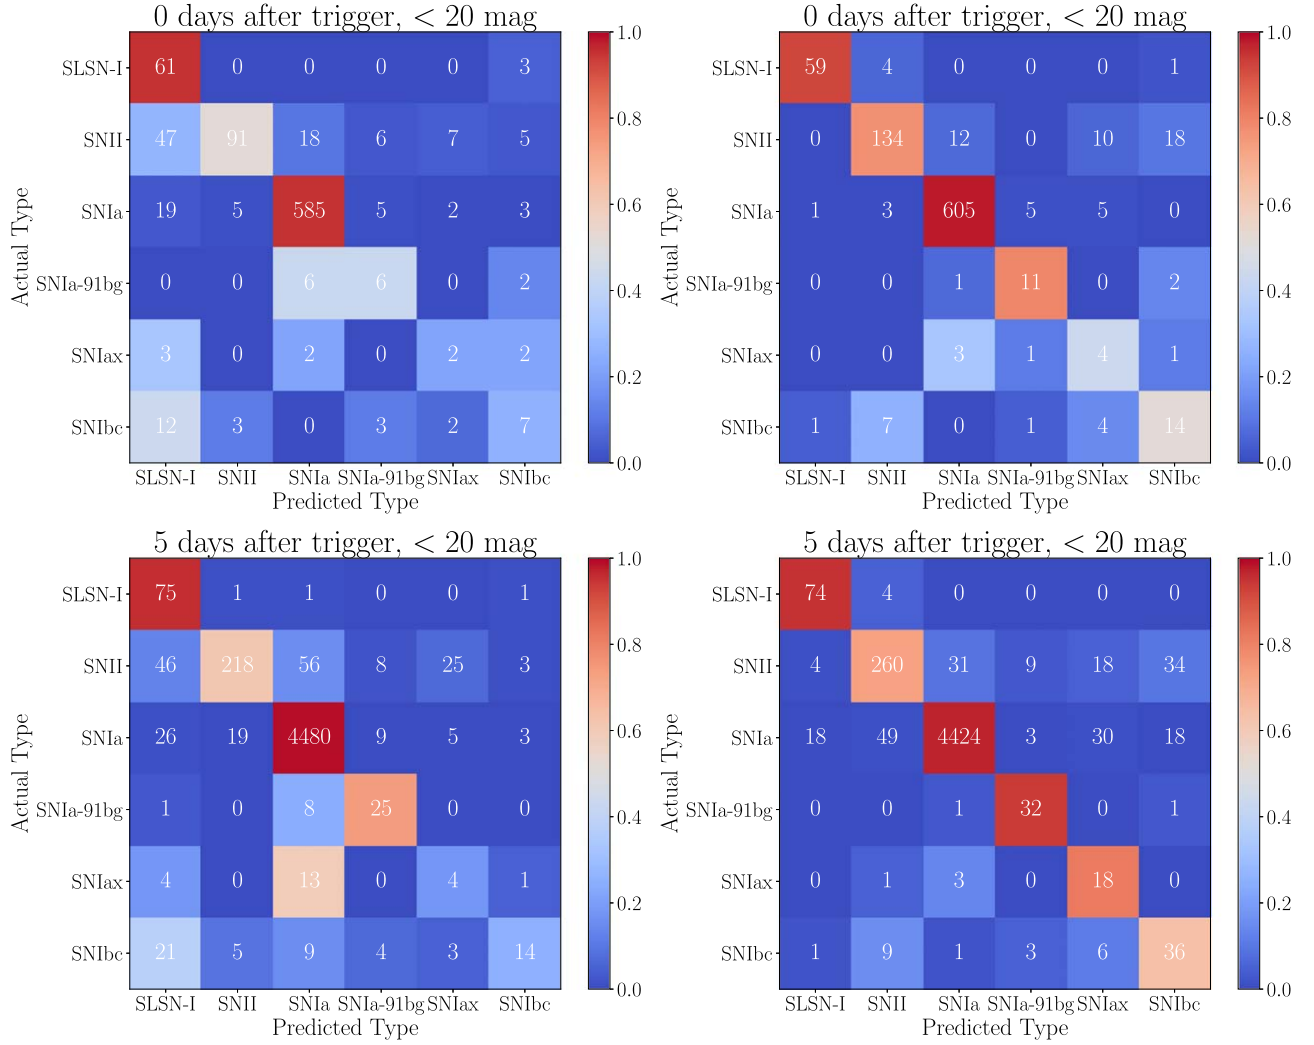 0 days after trigger, < 20 mag
Actual Type
SLSN-I 61 0 0 0 0 3
SNII 47 91 18 6 7 5
SNIa 19 5 585 5 2 3
SNIa-91bg 0 0 6 6 0 2
SNIax 3 0 2 0 2 2
SNIbc 12 3 0 3 2 7
SLSN-I SNII SNIa SNIa-91bg SNIax SNIbc
Predicted Type
1.0
0.8
0.6
0.4
0.2
0.0
0 days after trigger, < 20 mag
Actual Type
SLSN-I 59 4 0 0 0 1
SNII 0 134 12 0 10 18
SNIa 1 3 605 5 5 0
SNIa-91bg 0 0 1 11 0 2
SNIax 0 0 3 1 4 1
SNIbc 1 7 0 1 4 14
SLSN-I SNII SNIa SNIa-91bg SNIax SNIbc
Predicted Type
1.0
0.8
0.6
0.4
0.2
0.0
5 days after trigger, < 20 mag
Actual Type
SLSN-I 75 1 1 0 0 1
SNII 46 218 56 8 25 3
SNIa 26 19 4480 9 5 3
SNIa-91bg 1 0 8 25 0 0
SNIax 4 0 13 0 4 1
SNIbc 21 5 9 4 3 14
SLSN-I SNII SNIa SNIa-91bg SNIax SNIbc
Predicted Type
1.0
0.8
0.6
0.4
0.2
0.0
5 days after trigger, < 20 mag
Actual Type
SLSN-I 74 4 0 0 0 0
SNII 4 260 31 9 18 34
SNIa 18 49 4424 3 30 18
SNIa-91bg 0 0 1 32 0 1
SNIax 0 1 3 0 18 0
SNIbc 1 9 1 3 6 36
SLSN-I SNII SNIa SNIa-91bg SNIax SNIbc
Predicted Type
1.0
0.8
0.6
0.4
0.2
0.0